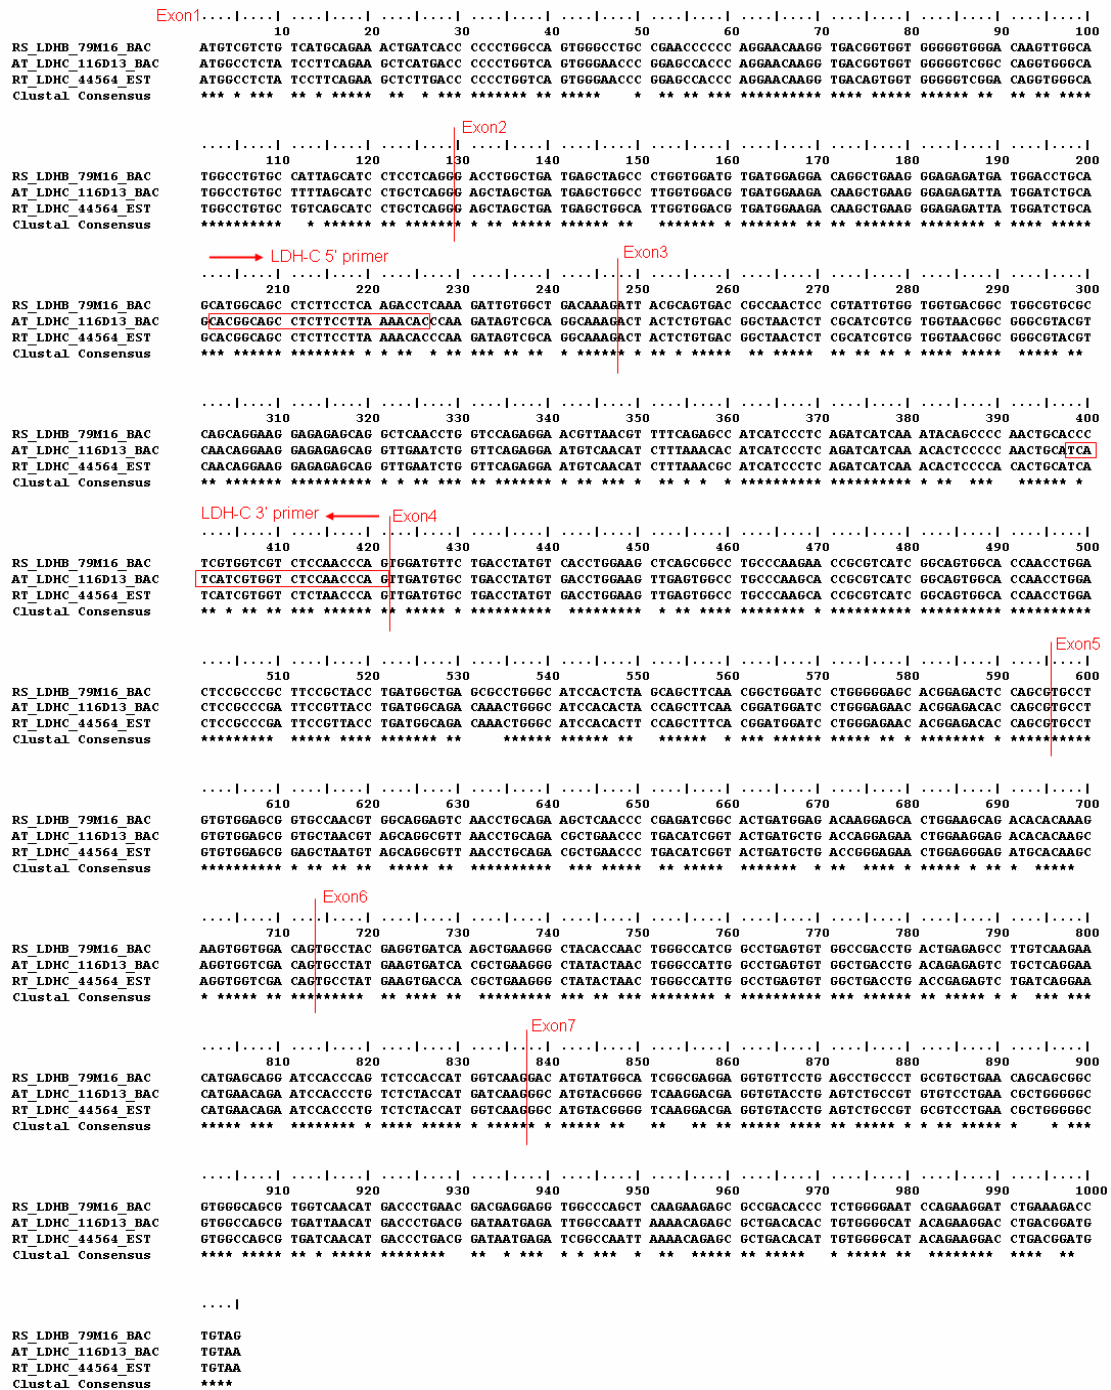 Exon1
10 20 30 40 50 60 70 80 90 100
RS_LDHB_79M16_BAC ATGTCGTCTG TCATGCAGAA ACTGATCACC CCCCTGGCCA GTGGGCCTGC CCGAACCCCCC AGGAACAAGG TGACGGTGGT GGGGGTGGGA CAAGTTGGCA
AT_LDHC_116D13_BAC ATGGCCTCTA TCCTTCAGAA GCTCATGACC CCCCTGGTCA GTGGGAACCC GGAGCCACCCC AGGAACAAGG TGACGGTGGT GGGGGTCGGC CAGGTGGGCA
RT_LDHC_44564_EST ATGGCCTCTA TCCTTCAGAA GCTCTTGACC CCCCTGGTCA GTGGGAACCC GGAGCCACCCC AGGAACAAGG TGACAGTGGT GGGGGTCGGA CAGGTGGGCA
Clustal Consensus
Exon2
110 120 130 140 150 160 170 180 190 200
RS_LDHB_79M16_BAC TGGCCTGTGC CATTAGCATC CTCCTCAGGG ACCTGGCTGA TGAGCTAGCC CTGGTGGATG TGATGGAGGA CAGGCTGAAG GGAGAGATGA TGGACCTGCA
AT_LDHC_116D13_BAC TGGCCTGTGC TTTTAGCATC CTGCTCAGGG AGCTAGCTGA TGAGCTGGCC TTGGTGGACG TGATGGAAGA CAAGCTGAAG GGAGAGATTA TGGATCTGCA
RT_LDHC_44564_EST TGGCCTGTGC TGTCAGCATC CTGCTCAGGG AGCTAGCTGA TGAGCTGGCA TTGGTGGACG TGATGGAAGA CAAGCTGAAG GGAGAGATTA TGGATCTGCA
Clustal Consensus
LDH-C 5' primer
Exon3
RS_LDHB_79M16_BAC GCATGGCAGC CTCTTCCTCA AGACCTCAAA GATTGTGGCT GACAAAGATT ACGCAGTGAC CGCCAACTCC CGTATTGTGG TGGTGACGGC TGGCGTGCGC
AT_LDHC_116D13_BAC GCACGGCAGC CTCTTCCTTA AAACACCCAA GATAGTCGCA GGCAAAGACT ACTCTGTGAC GGCTAACTCC CGCATCGTCG TGGTAACGGC GGGCGTACGT
RT_LDHC_44564_EST GCACGGCAGC CTCTTCCTTA AAACACCCAA GATAGTCGCA GGCAAAGACT ACTCTGTGAC GGCTAACTCT CGCATCGTCG TGGTAACGGC GGGCGTACGT
Clustal Consensus
310 320 330 340 350 360 370 380 390 400
RS_LDHB_79M16_BAC CAGCAGGAAG GAGAGAGCAG GCTCAACCTG GTCCAGAGGA ACGTTAACGT TTTCAGAGCC ATCATCCCTC AGATCATCAA ATACAGCCCC AACTGCACCC
AT_LDHC_116D13_BAC CAACAGGAAG GAGAGAGCAG GTTGAATCTG GTTCAGAGGA ATGTCAACAT CTTTAAACAC ATCATCCCTC AGATCATCAA ACACTCCCCC AACTGCATCA
RT_LDHC_44564_EST CAACAGGAAG GAGAGAGCAG GTTGAATCTG GTTCAGAGGA ATGTCAACAT CTTTAAACGC ATCATCCCTC AGATCATCAA ACACTCCCCA CACTGCATCA
Clustal Consensus
LDH-C 3' primer
Exon4
410 420 430 440 450 460 470 480 490 500
RS_LDHB_79M16_BAC TCGTGGTCGT CTCCAACCCA GTGGATGTTC TGACCTATGT CACCTGGAAG CTCAGCGGCC TGCCCAAGAA CCGCGTCATC GGCAGTGGCA CCAACCTGGA
AT_LDHC_116D13_BAC TCATCGTGGT CTCCAACCCA GTTGATGTGC TGACCTATGT GACCTGGAAG TTGAGTGGCC TGCCCAAGCA CCGCGTCATC GGCAGTGGCA CCAACCTGGA
RT_LDHC_44564_EST TCATCGTGGT CTCTAACCCA GTTGATGTGC TGACCTATGT GACCTGGAAG TTGAGTGGCC TGCCCAAGCA CCGCGTCATC GGCAGTGGCA CCAACCTGGA
Clustal Consensus
Exon5
510 520 530 540 550 560 570 580 590 600
RS_LDHB_79M16_BAC CTCCGCCCGC TTCCGCTACC TGATGGCTGA GCGCCTGGGC ATCCACTCTA GCAGCTTCAA CGGCTGGATC CTGGGGGAGC ACGGAGACTC CAGCGTGCCT
AT_LDHC_116D13_BAC CTCCGCCCGA TTCCGTTACC TGATGGCAGA CAAACTGGGC ATCCACACTA CCAGCTTCAA CGGATGGATC CTGGGAGAAC ACGGAGACAC CAGCGTGCCT
RT_LDHC_44564_EST CTCCGCCCGA TTCCGTTACC TGATGGCAGA CAAACTGGGC ATCCACACTT CCAGCTTTCA CGGATGGATC CTGGGAGAAC ACGGAGACAC CAGCGTGCCT
Clustal Consensus
610 620 630 640 650 660 670 680 690 700
RS_LDHB_79M16_BAC GTGTGGAGCG GTGCCAACGT GGCAGGAGTC AACCTGCAGA AGCTCAACCC CGAGATCGGC ACTGATGGAG ACAAGGAGCA CTGGAAGCAG ACACACAAAG
AT_LDHC_116D13_BAC GTGTGGAGCG GTGCTAACGT AGCAGGCGTT AACCTGCAGA CGCTGAACCC TGACATCGGT ACTGATGCTG ACCAGGAGAA CTGGAAGGAG ACACACAAGC
RT_LDHC_44564_EST GTGTGGAGCG GAGCTAATGT AGCAGGCGTT AACCTGCAGA CGCTGAACCC TGACATCGGT ACTGATGCTG ACCGGGAGAA CTGGAGGGAG ATGCACAAGC
Clustal Consensus
Exon6
710 720 730 740 750 760 770 780 790 800
RS_LDHB_79M16_BAC AAGTGGTGGA CAGTGCCTAC GAGGTGATCA AGCTGAAGGG CTACACCAAC TGGGCCATCG GCCTGAGTGT GGCCGACCTG ACTGAGAGCC TTGTCAAGAA
AT_LDHC_116D13_BAC AGGTGGTCGA CAGTGCCTAT GAAGTGATCA CGCTGAAGGG CTATACTAAC TGGGCCATTG GCCTGAGTGT GGCTGACCTG ACAGAGAGTC TGCTCAGGAA
RT_LDHC_44564_EST AGGTGGTCGA CAGTGCCTAT GAAGTGACCA CGCTGAAGGG CTATACTAAC TGGGCCATTG GCCTGAGTGT GGCTGACCTG ACCGAGAGTC TGATCAGGAA
Clustal Consensus
Exon7
810 820 830 840 850 860 870 880 890 900
RS_LDHB_79M16_BAC CATGAGCAGG ATCCACCCAG TCTCCACCAT GGTCAAGGAC ATGTATGGCA TCGGCGAGGA GGTGTTCCTG AGCCTGCCCT GCGTGCTGAA CAGCAGCGGC
AT_LDHC_116D13_BAC CATGAACAGA ATCCACCCTG TCTCTACCAT GATCAAGGGC ATGTACGGGG TCAAGGACGA GGTGTACCTG AGTCTGCCGT GTGTCCTGAA CGCTGGGGGC
RT_LDHC_44564_EST CATGAACAGA ATCCACCCTG TCTCTACCAT GGTCAAGGGC ATGTACGGGG TCAAGGACGA GGTGTACCTG AGTCTGCCGT GCGTCCTGAA CGCTGGGGGC
Clustal Consensus
910 920 930 940 950 960 970 980 990 1000
RS_LDHB_79M16_BAC GTGGGCAGCG TGGTCAACAT GACCCTGAAC GACGAGGAGG TGGCCCAGCT CAAGAAGAGC GCCGACACCC TCTGGGGAAT CCAGAAGGAT CTGAAAGACC
AT_LDHC_116D13_BAC GTGGCCAGCG TGATTAACAT GACCCTGACG GATAATGAGA TTGCCAATT AAAACAGAGC GCTGACACAC TGTGGGGCAT ACAGAAGGAC CTGACGGATG
RT_LDHC_44564_EST GTGGCCAGCG TGATCAACAT GACCCTGACG GATAATGAGA TCGGCCAATT AAAACAGAGC GCTGACACAT TGTGGGGCAT ACAGAAGGAC CTGACGGATG
Clustal Consensus
RS_LDHB_79M16_BAC TGTAG
AT_LDHC_116D13_BAC TGTAA
RT_LDHC_44564_EST TGTAA
Clustal Consensus ****